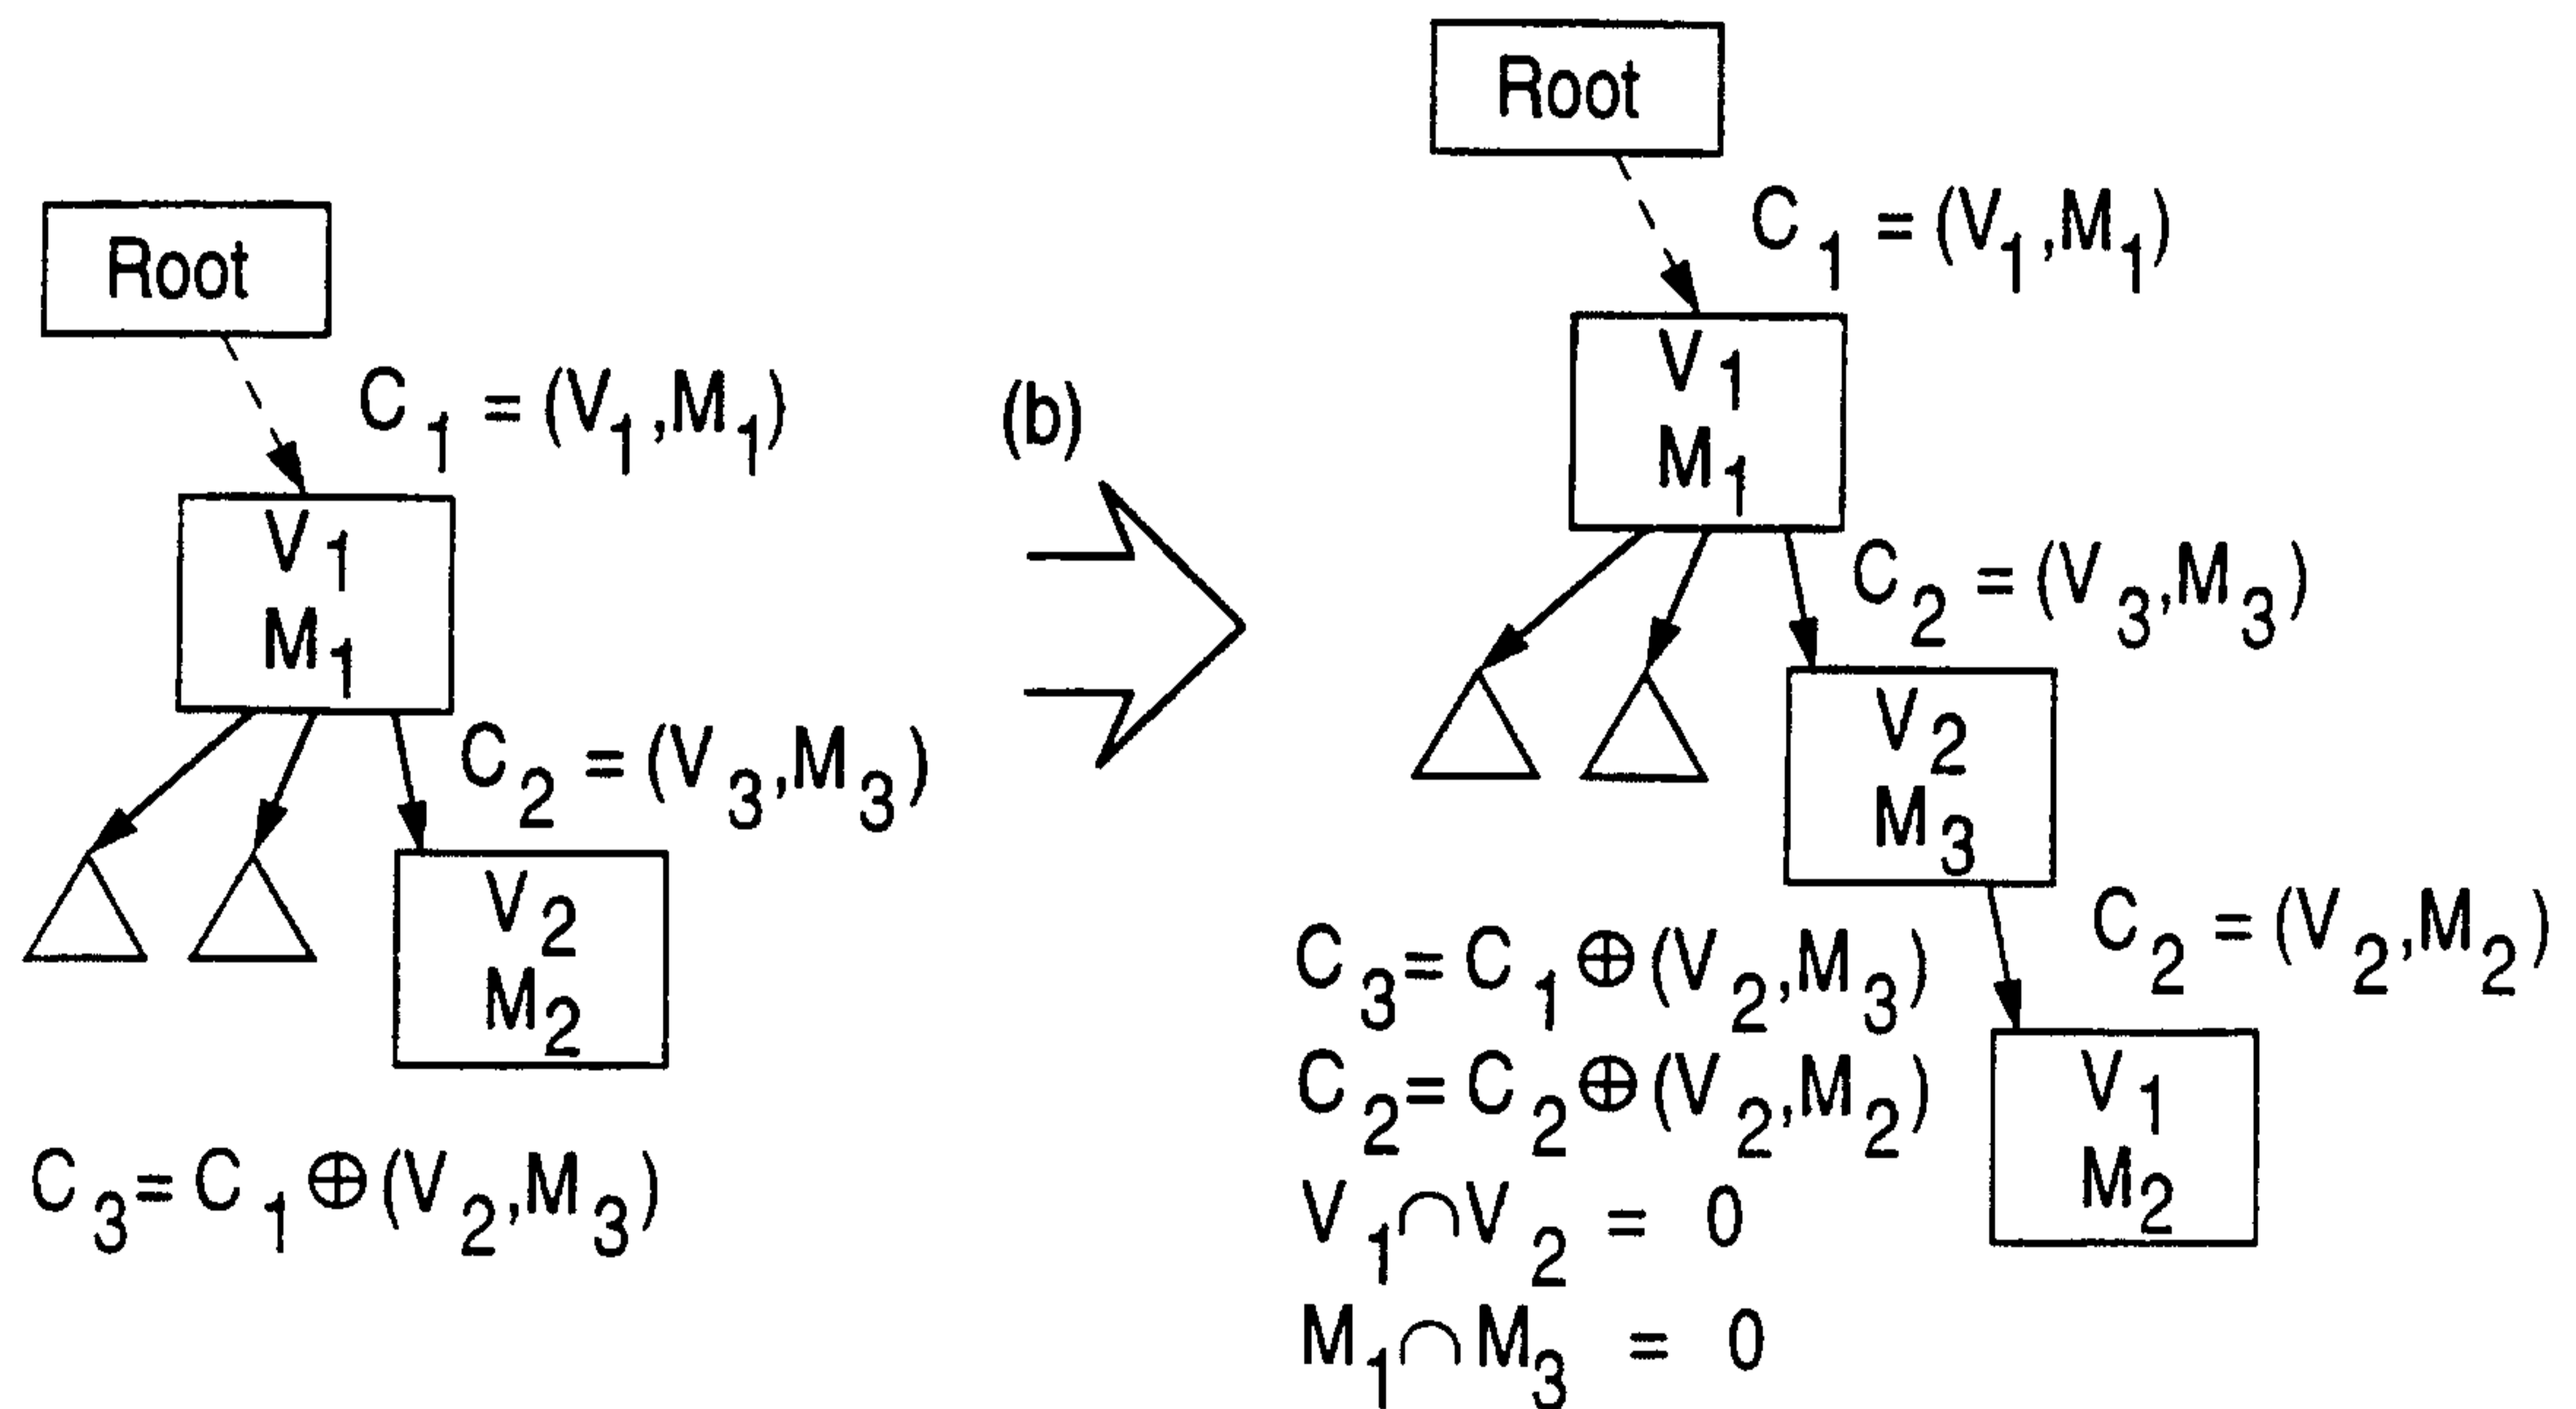 Root
C₁ = (V₁,M₁)
V₁
M₁
C₂ = (V₃,M₃)
V₂
M₂
C₃= C₁⊕(V₂,M₃)
(b)
Root
C₁ = (V₁,M₁)
V₁
M₁
C₂ = (V₃,M₃)
V₂
M₃
C₂ = (V₂,M₂)
V₁
M₂
C₃= C₁⊕(V₂,M₃)
C₂= C₂⊕(V₂,M₂)
V₁∩V₂ = 0
M₁∩M₃ = 0